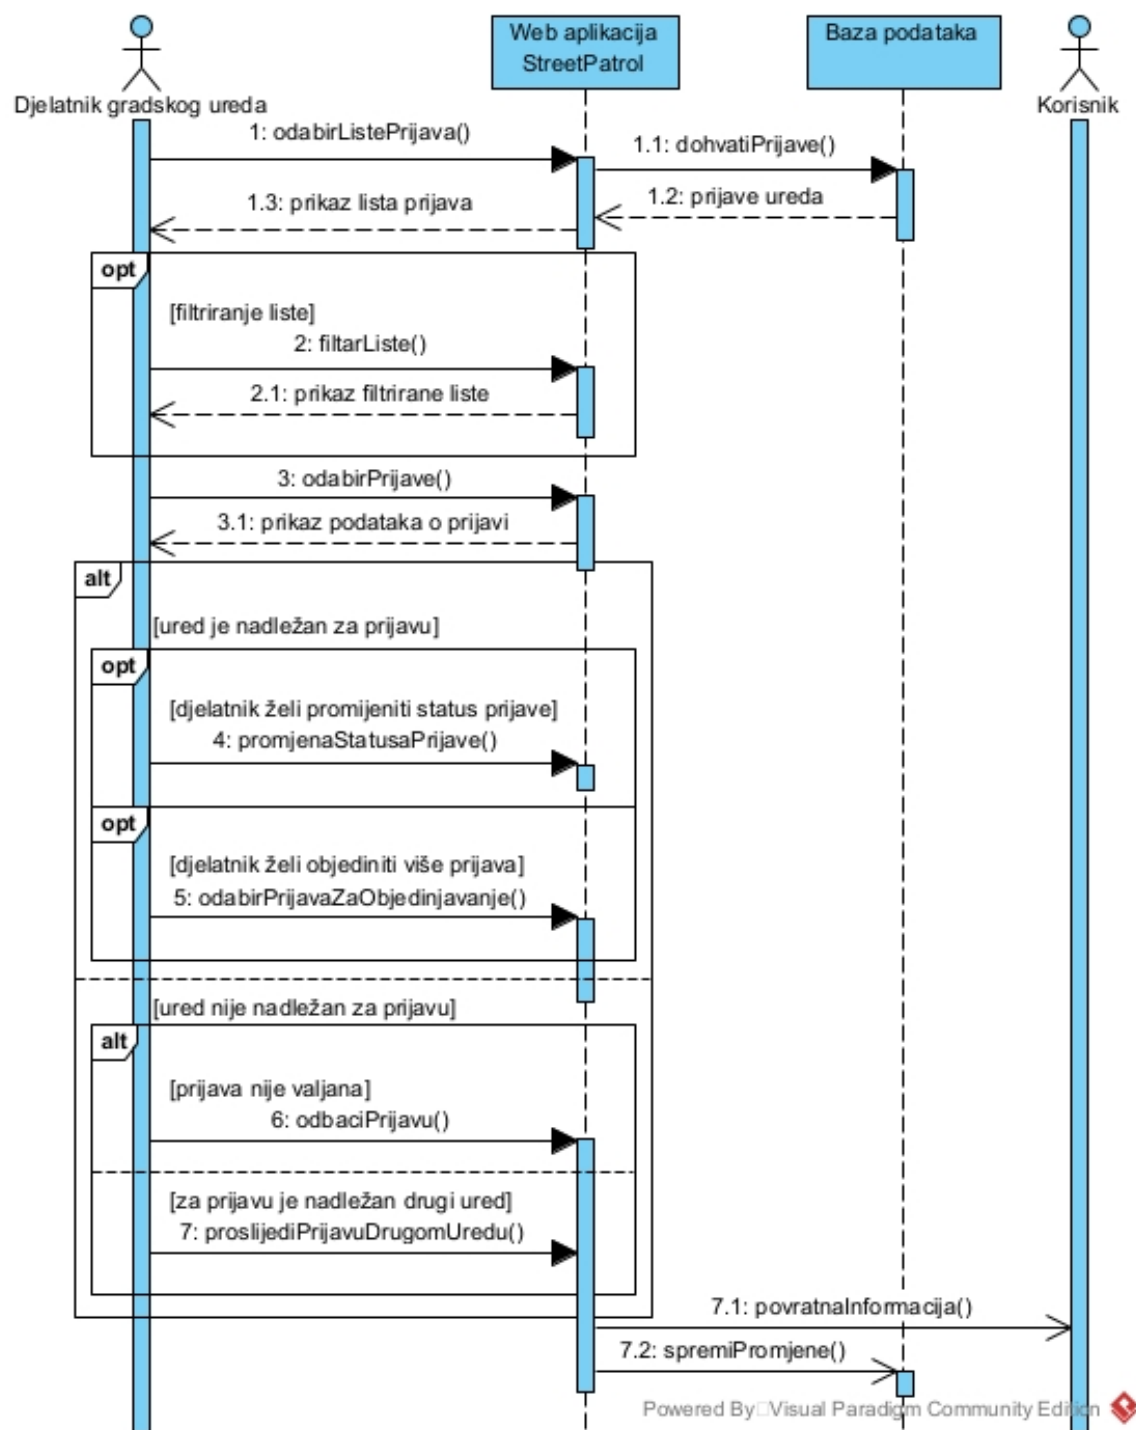 Web aplikacija
StreetPatrol
Baza podataka
Djelatnik gradskog ureda
Korisnik
1: odabirListePrijava()
1.1: dohvatiPrijave()
1.2: prijave ureda
1.3: prikaz lista prijava
opt
[filtriranje liste]
2: filtarListe()
2.1: prikaz filtrirane liste
3: odabirPrijave()
3.1: prikaz podataka o prijavi
alt
[ured je nadležan za prijavu]
opt
[djelatnik želi promijeniti status prijave]
4: promjenaStatusaPrijave()
opt
[djelatnik želi objediniti više prijava]
5: odabirPrijavaZaObjedinjavanje()
[ured nije nadležan za prijavu]
alt
[prijava nije valjana]
6: odbaciPrijavu()
[za prijavu je nadležan drugi ured]
7: proslijediPrijavuDrugomUredu()
7.1: povratnaInformacija()
7.2: spremiPromjene()
Powered By Visual Paradigm Community Edition